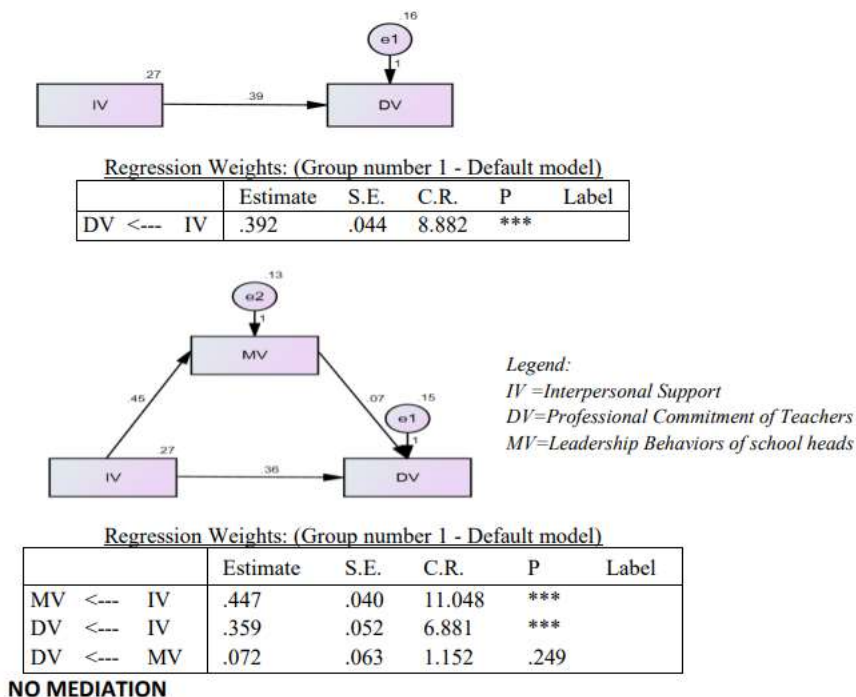 .16
e1
1
.27
IV
.39
DV
Regression Weights: (Group number 1 - Default model)
Estimate S.E. C.R. P Label
DV <--- IV .392 .044 8.882 ***
.13
e2
1
MV
.45
.07
.15
e1
1
.27
IV
.36
DV
Legend:
IV =Interpersonal Support
DV=Professional Commitment of Teachers
MV=Leadership Behaviors of school heads
Regression Weights: (Group number 1 - Default model)
Estimate S.E. C.R. P Label
MV <--- IV .447 .040 11.048 ***
DV <--- IV .359 .052 6.881 ***
DV <--- MV .072 .063 1.152 .249
NO MEDIATION